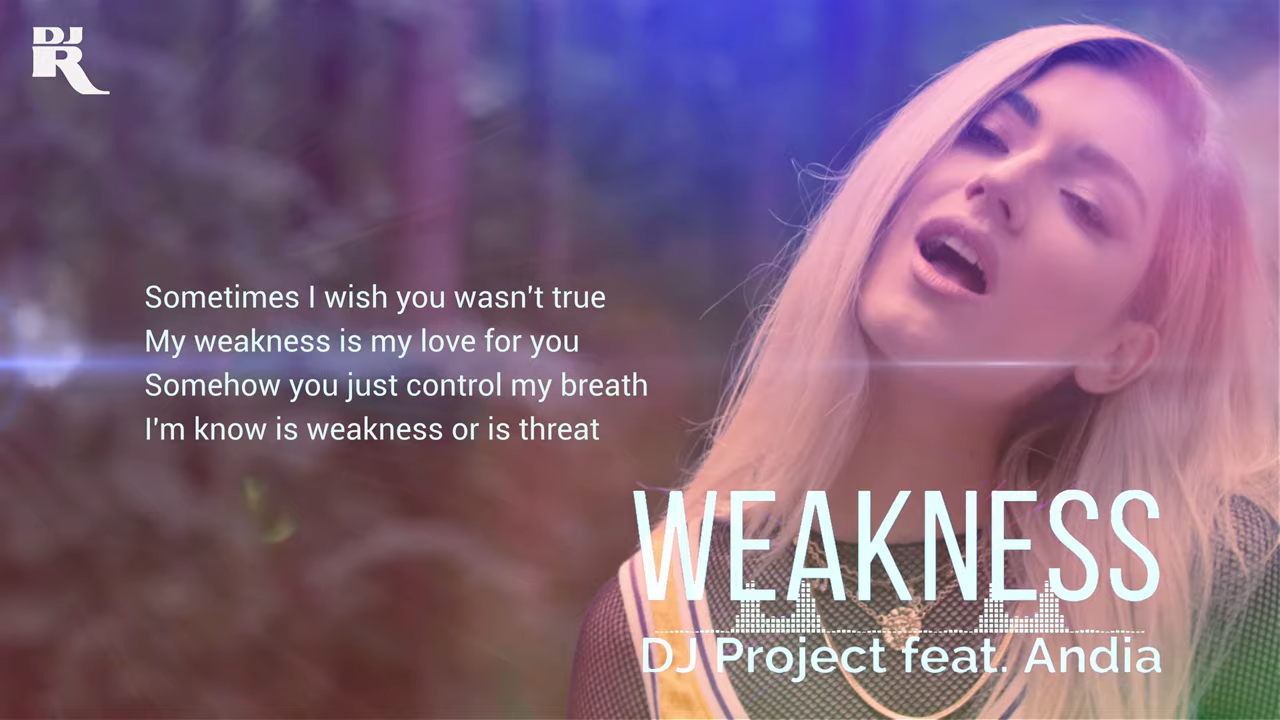 DJ
R
Sometimes I wish you wasn't true
My weakness is my love for you
Somehow you just control my breath
I'm know is weakness or is threat
WEAKNESS
DJ Project feat. Andia